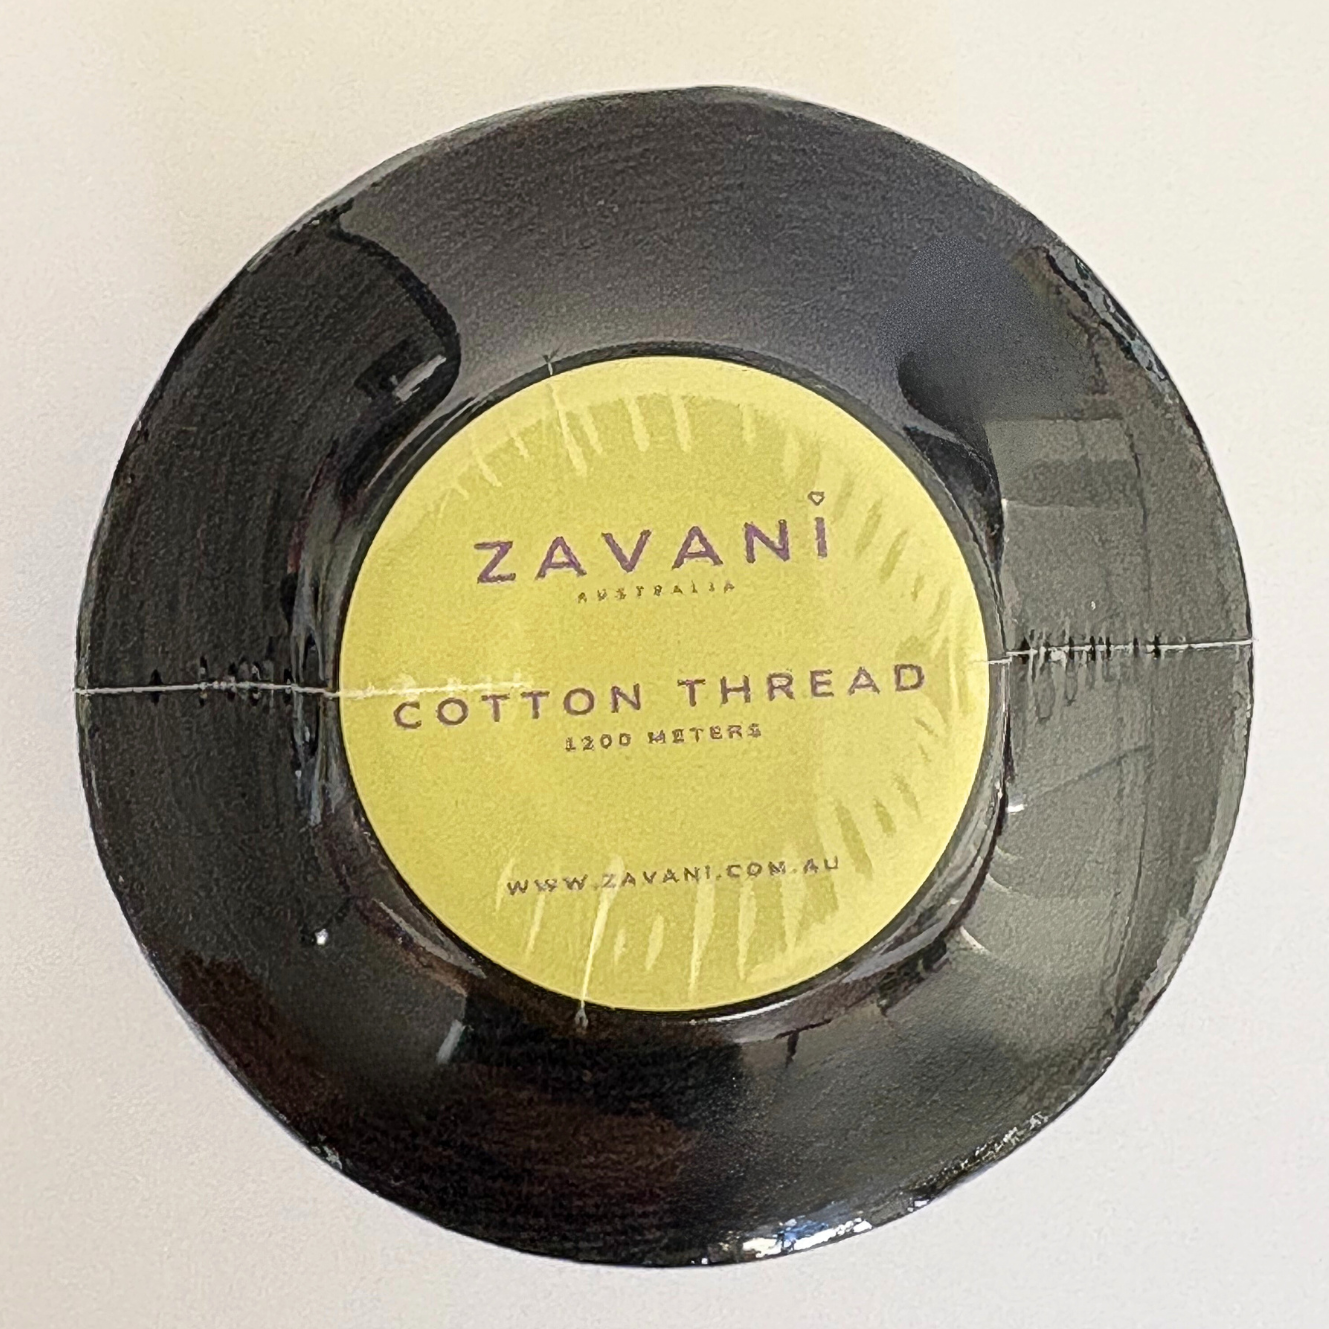 ZAVANI
AUSTRALIA
COTTON THREAD
1200 METERS
WWW.ZAVANI.COM.AU